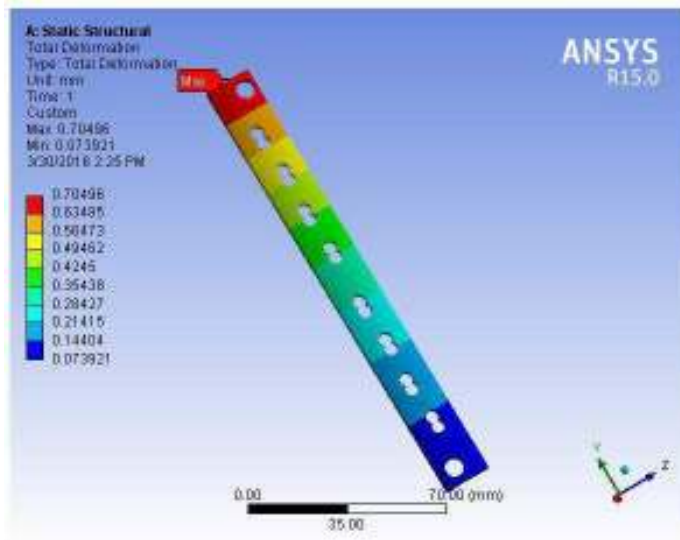 A: Static Structural
Total Deformation
Type: Total Deformation
Unit: mm
Time: 1
Custom
Max: 0.70496
Min: 0.073921
3/30/2018 2:25 PM
0.70496
0.63485
0.56473
0.49462
0.4245
0.35438
0.28427
0.21415
0.14404
0.073921
Max
ANSYS
R15.0
0.00
70.00 (mm)
35.00
Y
Z